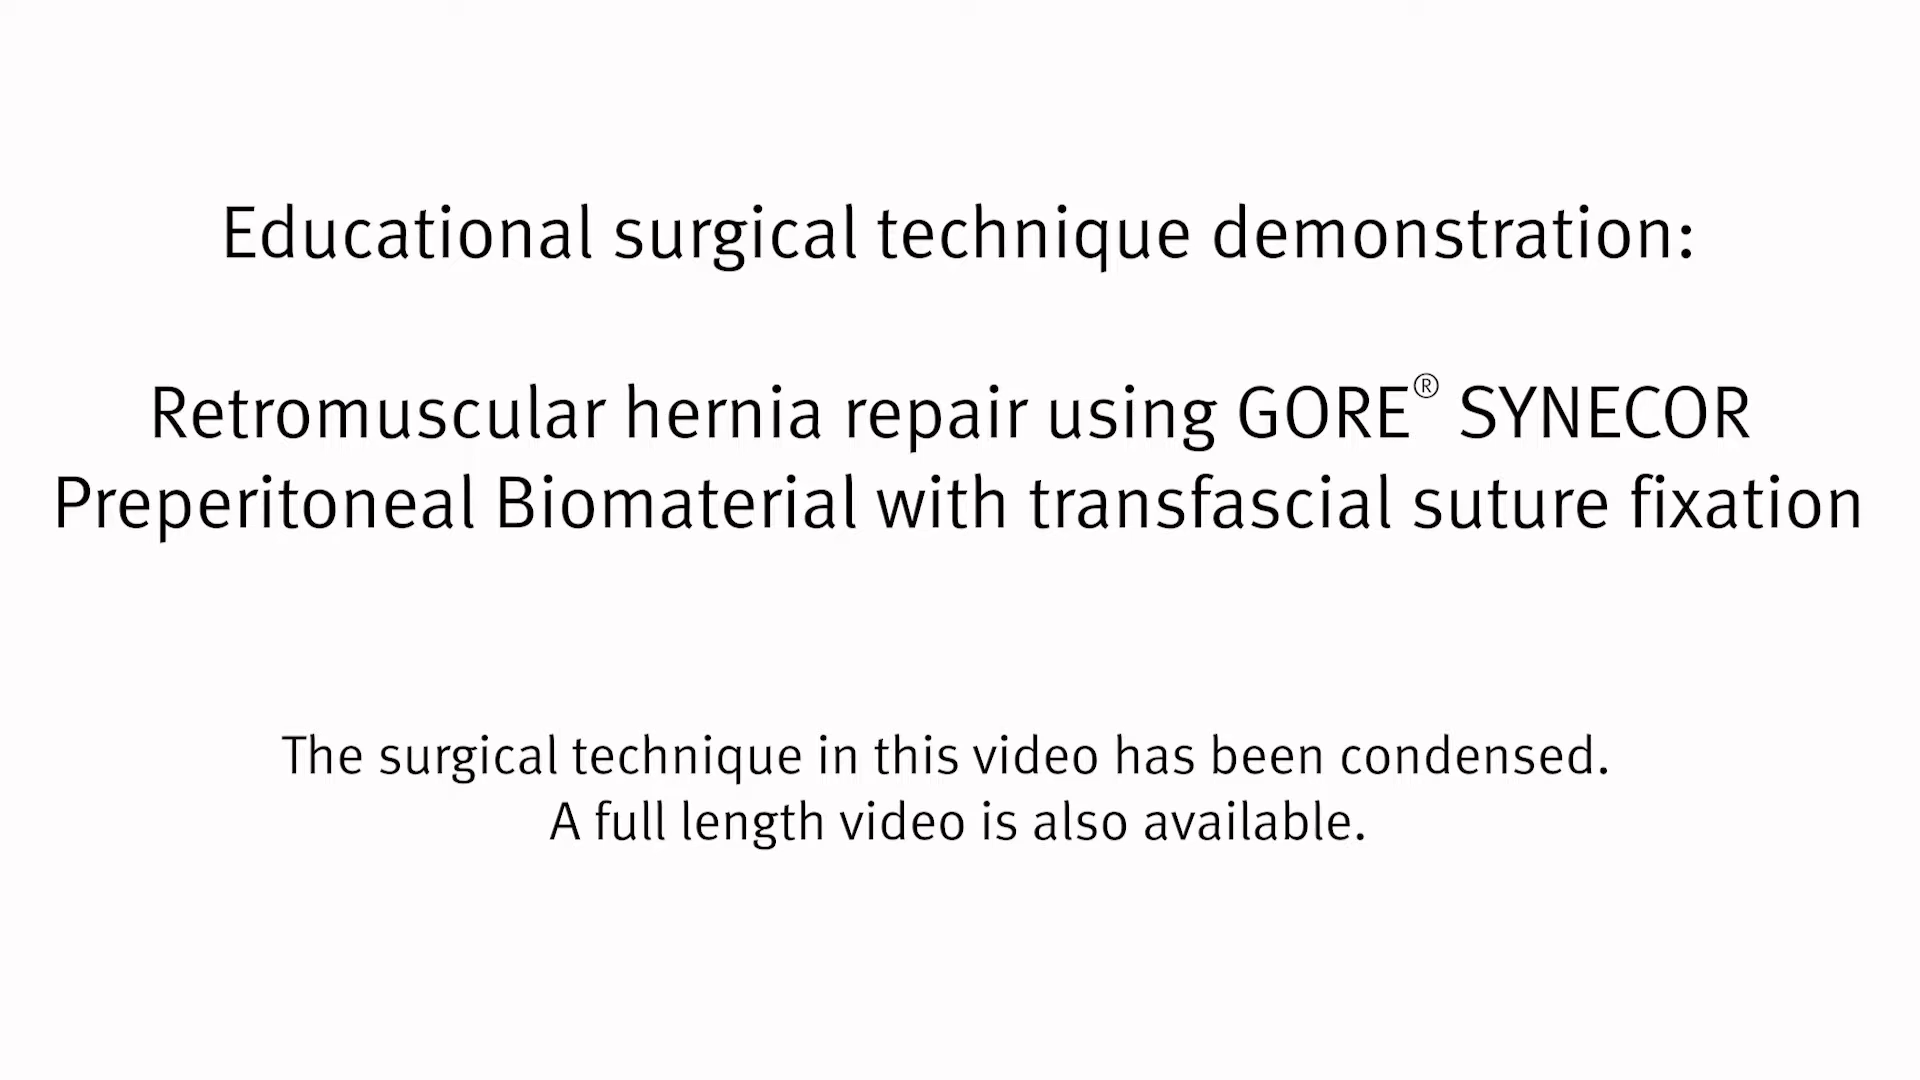 Educational surgical technique demonstration:
Retromuscular hernia repair using GORE® SYNECOR
Preperitoneal Biomaterial with transfascial suture fixation
The surgical technique in this video has been condensed.
A full length video is also available.